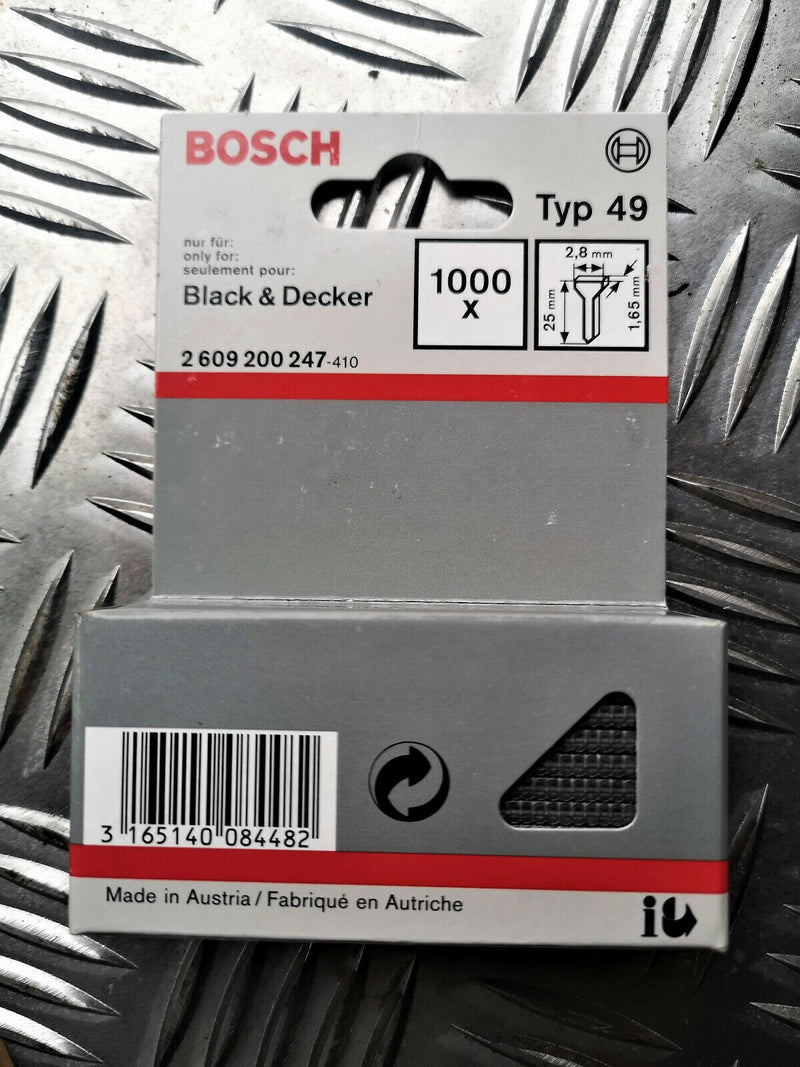 BOSCH
Typ 49
nur für:
only for:
seulement pour:
Black & Decker
1000
x
2,8 mm
25 mm
1,65 mm
2 609 200 247-410
3 165140 084482
Made in Austria / Fabriqué en Autriche